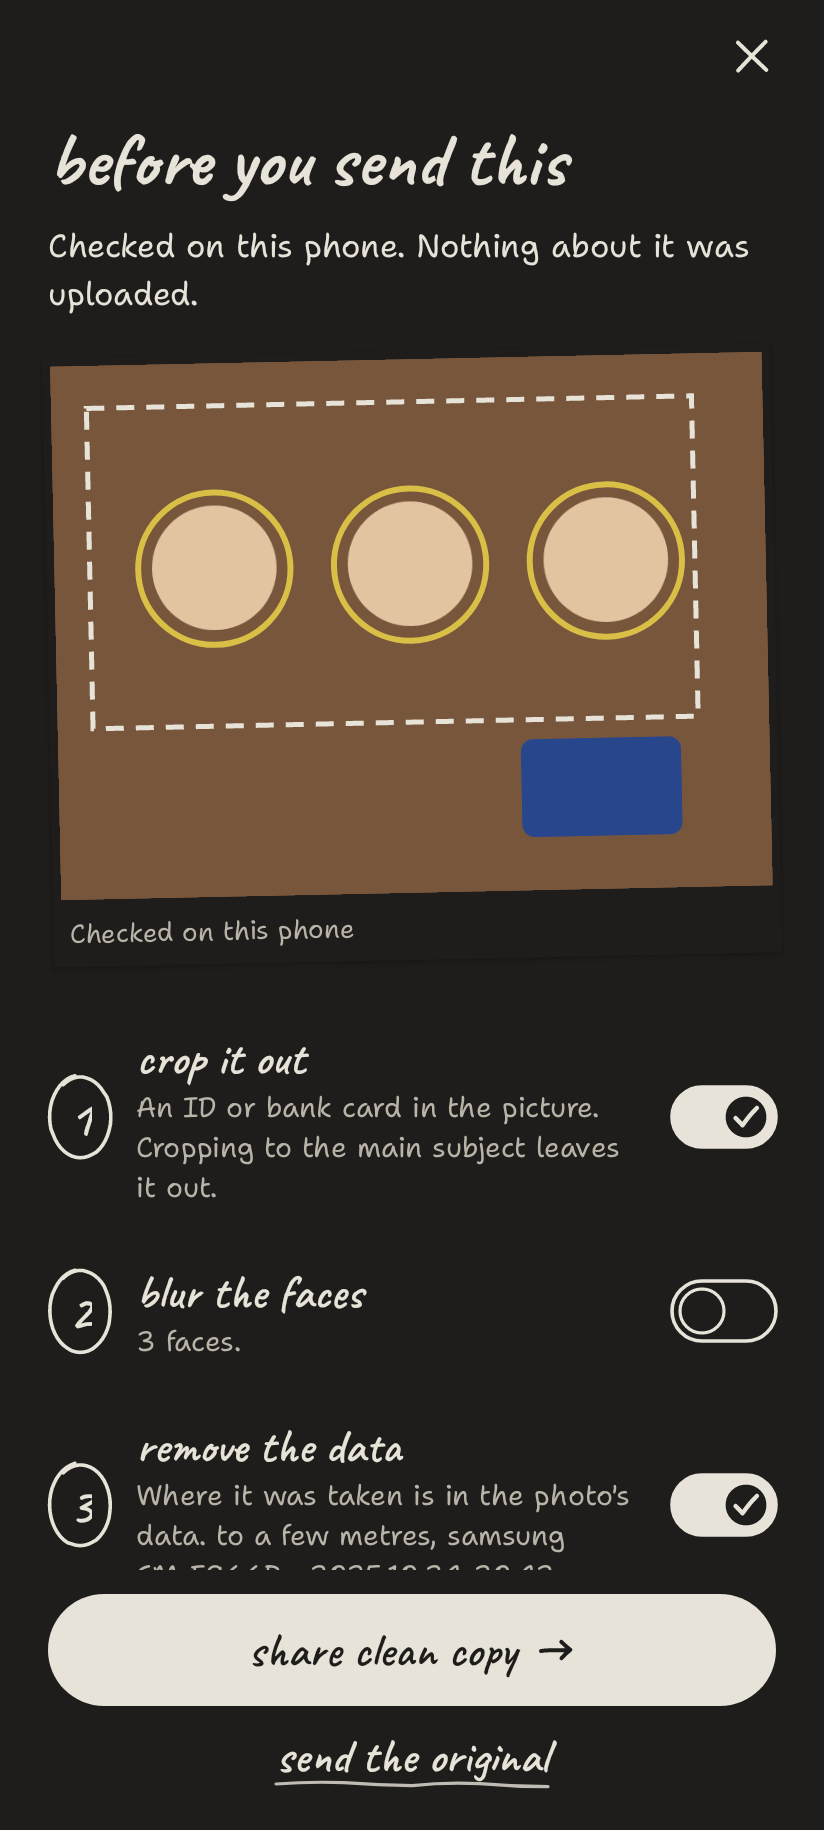 before you send this
Checked on this phone. Nothing about it was
uploaded.
Checked on this phone
crop it out
1
An ID or bank card in the picture.
Cropping to the main subject leaves
it out.
2
blur the faces
3 faces.
remove the data
3
Where it was taken is in the photo's
data. to a few metres, samsung
share clean copy →
send the original